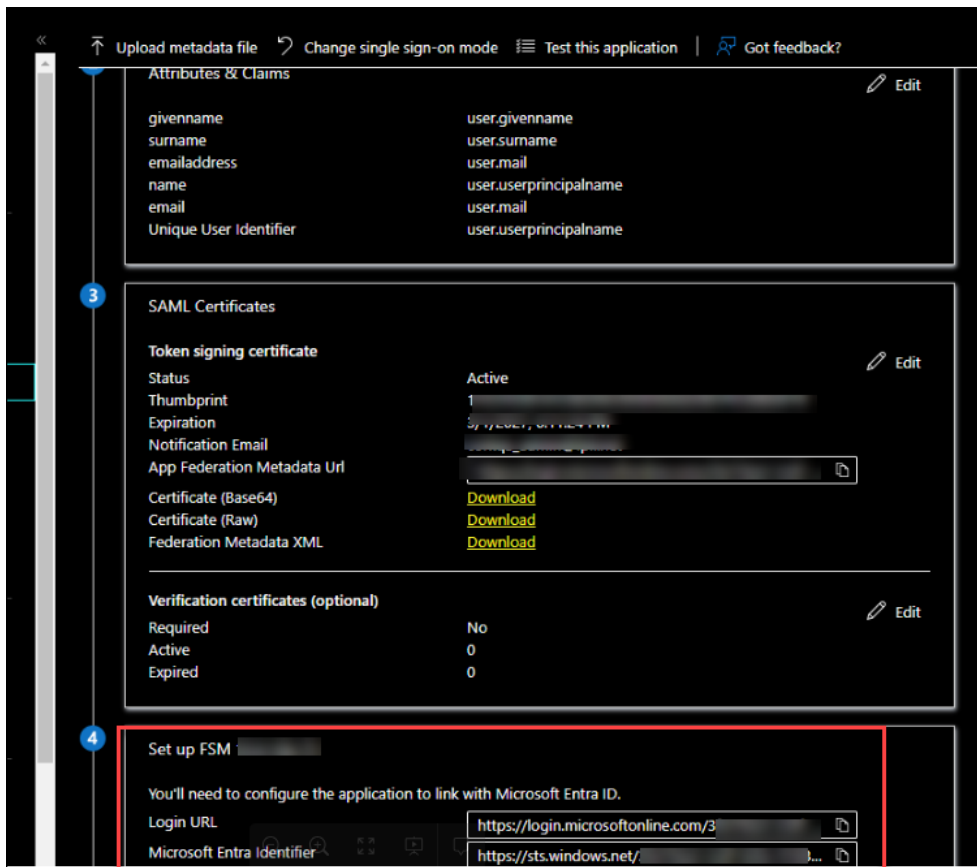 Upload metadata file Change single sign-on mode Test this application Got feedback?
Attributes & Claims
Edit
givenname user.givenname
surname user.surname
emailaddress user.mail
name user.userprincipalname
email user.mail
Unique User Identifier user.userprincipalname
3
SAML Certificates
Token signing certificate
Edit
Status Active
Thumbprint 1
Expiration
Notification Email
App Federation Metadata Url
Certificate (Base64) Download
Certificate (Raw) Download
Federation Metadata XML Download
Verification certificates (optional)
Edit
Required No
Active 0
Expired 0
4
Set up FSM
You'll need to configure the application to link with Microsoft Entra ID.
Login URL https://login.microsoftonline.com/3
Microsoft Entra Identifier https://sts.windows.net/